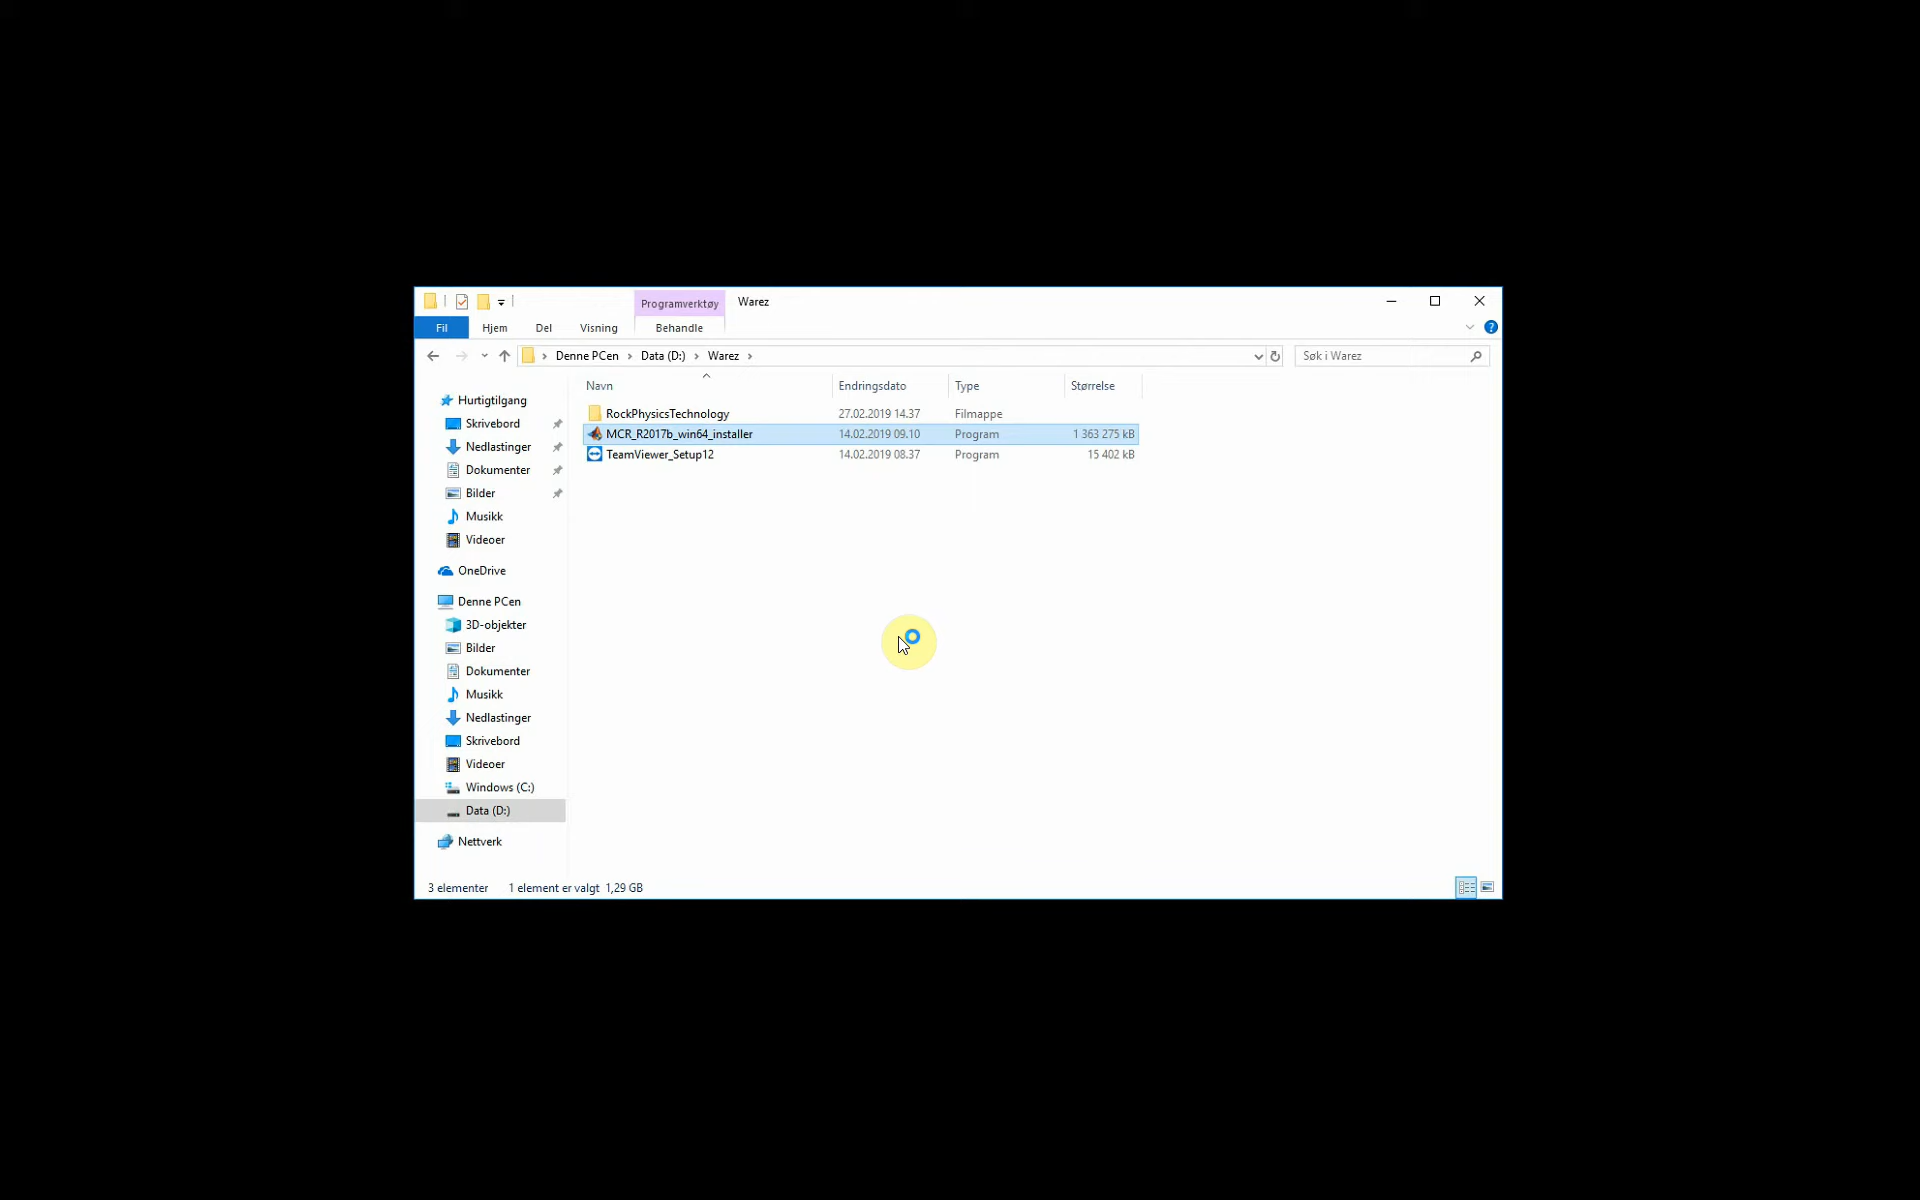 Programverktøy Warez
Fil Hjem Del Visning Behandle
Denne PCen Data (D:) Warez Søk i Warez
Navn Endringsdato Type Størrelse
RockPhysicsTechnology 27.02.2019 14.37 Filmappe
MCR_R2017b_win64_installer 14.02.2019 09.10 Program 1 363 275 kB
TeamViewer_Setup12 14.02.2019 08.37 Program 15 402 kB
Hurtigtilgang
Skrivebord
Nedlastinger
Dokumenter
Bilder
Musikk
Videoer
OneDrive
Denne PCen
3D-objekter
Bilder
Dokumenter
Musikk
Nedlastinger
Skrivebord
Videoer
Windows (C:)
Data (D:)
Nettverk
3 elementer 1 element er valgt 1,29 GB